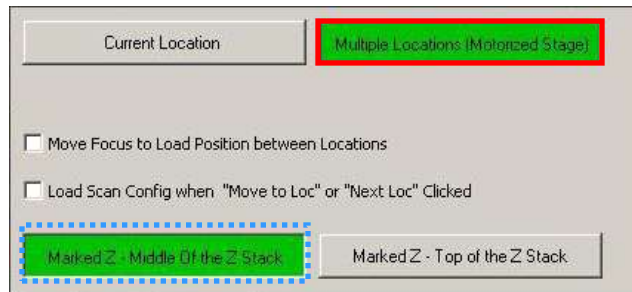 Current Location
Multiple Locations (Motorized Stage)
Move Focus to Load Position between Locations
Load Scan Config when "Move to Loc" or "Next Loc" Clicked
Marked Z - Middle Of the Z Stack
Marked Z - Top of the Z Stack